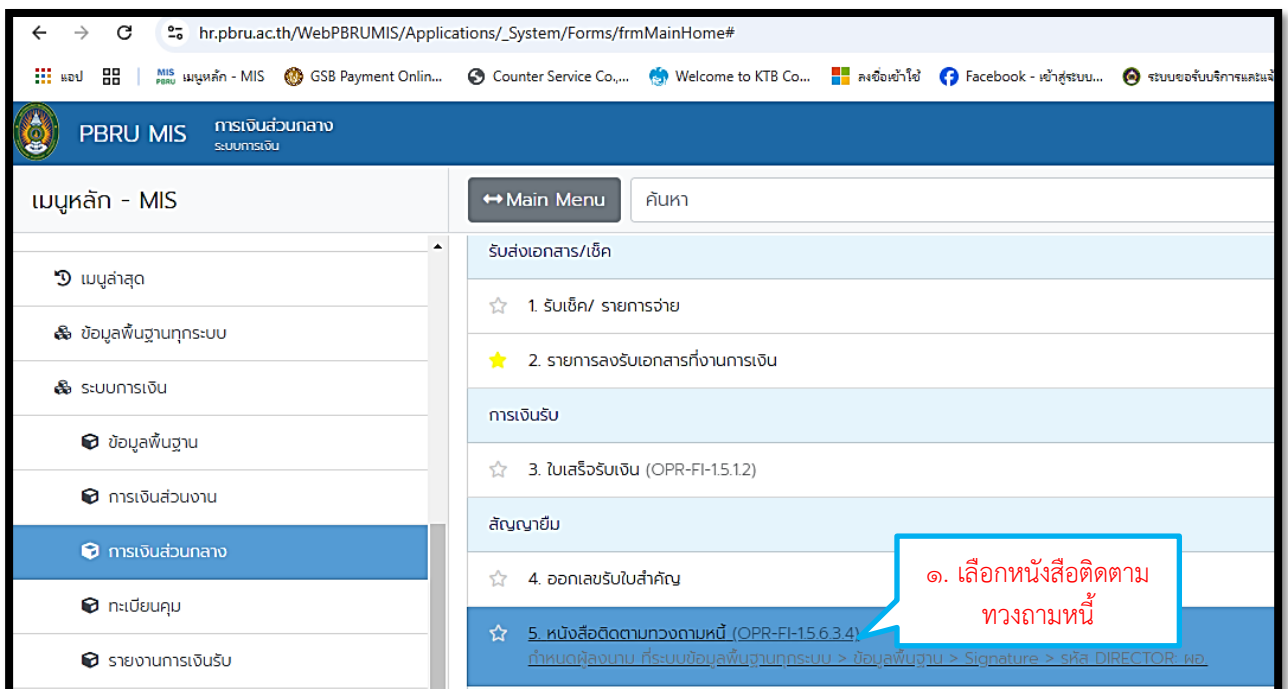 hr.pbru.ac.th/WebPBRUMIS/Applications/_System/Forms/frmMainHome#
แอป MIS PBRU เมนูหลัก - MIS GSB Payment Onlin... Counter Service Co.,... Welcome to KTB Co... ลงชื่อเข้าใช้ Facebook - เข้าสู่ระบบ... ระบบขอรับบริการและแจ้
PBRU MIS การเงินส่วนกลาง
ระบบการเงิน
เมนูหลัก - MIS
Main Menu ค้นหา
รับส่งเอกสาร/เช็ค
เมนูล่าสุด
1. รับเช็ค/ รายการจ่าย
ข้อมูลพื้นฐานทุกระบบ
2. รายการลงรับเอกสารที่งานการเงิน
ระบบการเงิน
การเงินรับ
ข้อมูลพื้นฐาน
3. ใบเสร็จรับเงิน (OPR-FI-1.5.1.2)
การเงินส่วนงาน
สัญญายืม
การเงินส่วนกลาง
4. ออกเลขรับใบสำคัญ
๑. เลือกหนังสือติดตาม
ทวงถามหนี้
ทะเบียนคุม
5. หนังสือติดตามทวงถามหนี้ (OPR-FI-1.5.6.3.4)
กำหนดผู้ลงนาม ที่ระบบข้อมูลพื้นฐานทุกระบบ > ข้อมูลพื้นฐาน > Signature > รหัส DIRECTOR: ผอ.
รายงานการเงินรับ